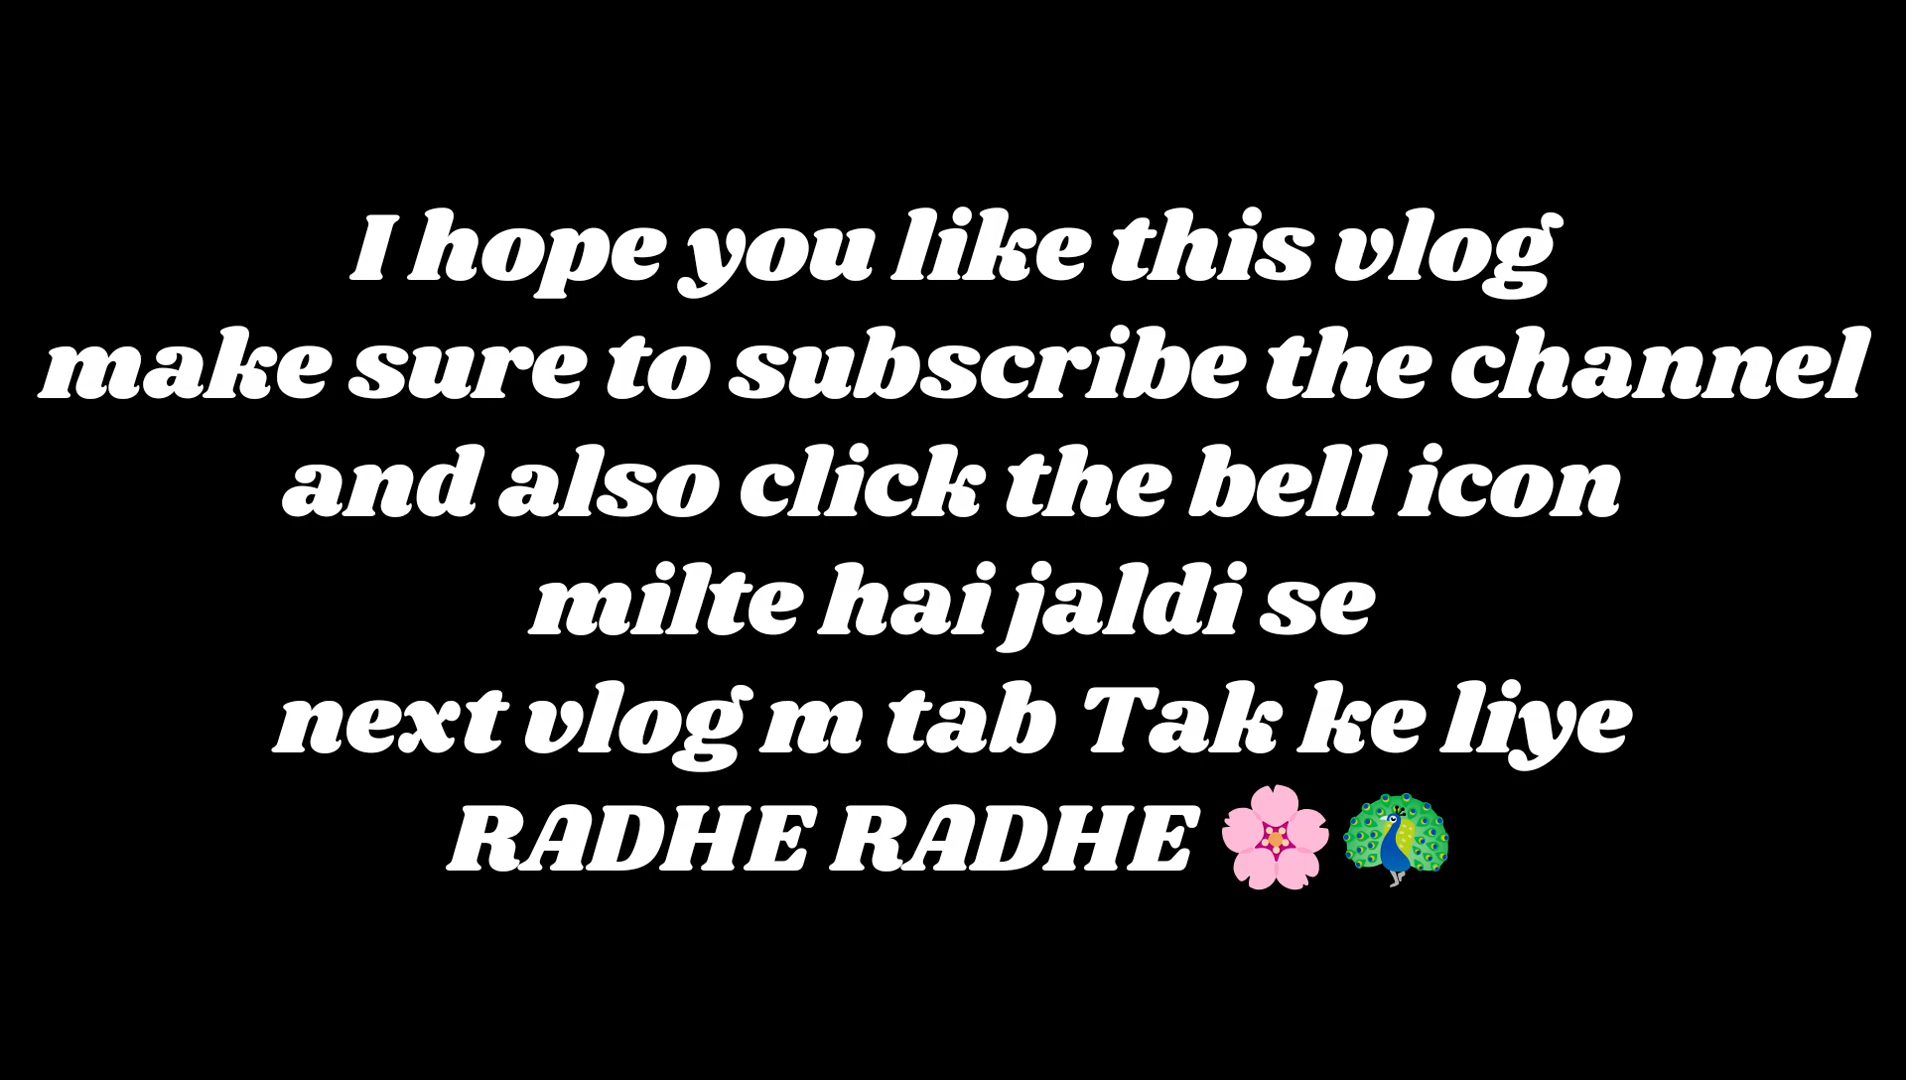 I hope you like this vlog
make sure to subscribe the channel
and also click the bell icon
milte hai jaldi se
next vlog m tab Tak ke liye
RADHE RADHE 🌸🦚